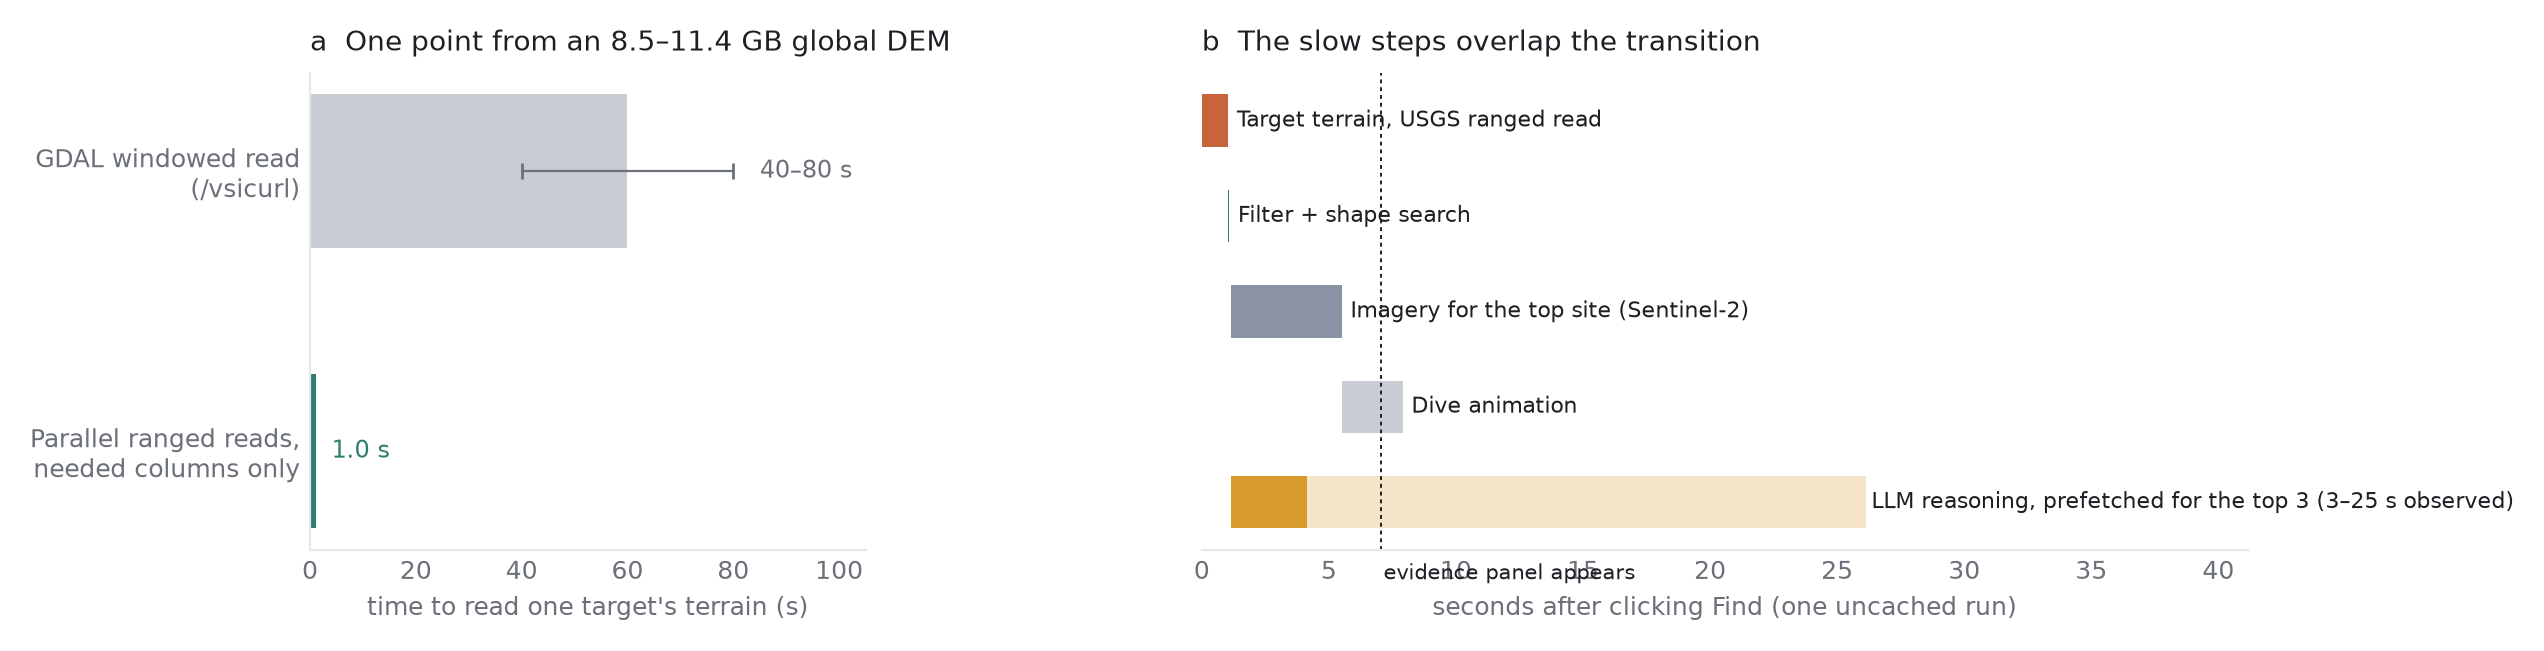 a One point from an 8.5–11.4 GB global DEM
GDAL windowed read
(/vsicurl)
40–80 s
Parallel ranged reads,
needed columns only
1.0 s
0 20 40 60 80 100
time to read one target's terrain (s)
b The slow steps overlap the transition
Target terrain, USGS ranged read
Filter + shape search
Imagery for the top site (Sentinel-2)
Dive animation
LLM reasoning, prefetched for the top 3 (3–25 s observed)
0 5 10 15 20 25 30 35 40
evidence panel appears
seconds after clicking Find (one uncached run)